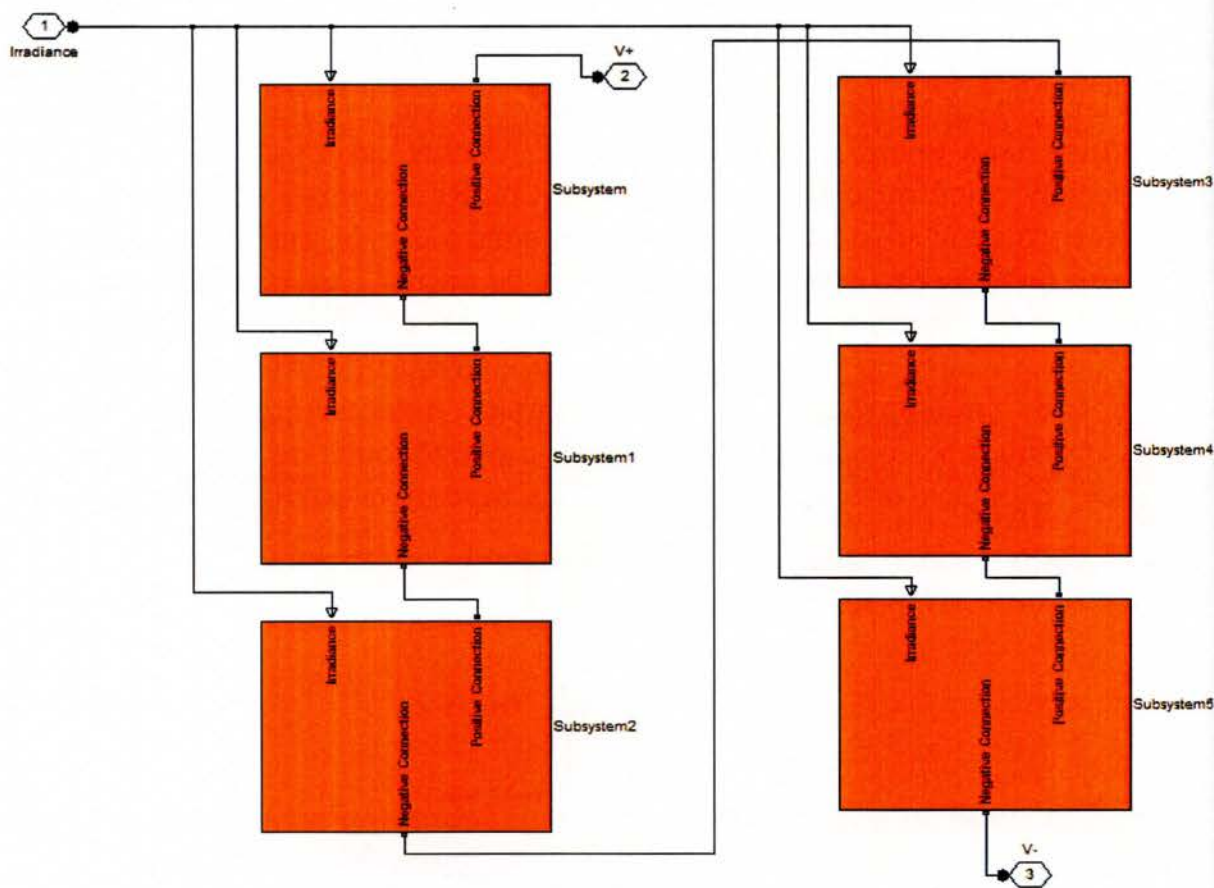 1
Irradiance
V+
2
Irradiance
Negative Connection
Positive Connection
Subsystem
Irradiance
Negative Connection
Positive Connection
Subsystem1
Irradiance
Negative Connection
Positive Connection
Subsystem2
Irradiance
Negative Connection
Positive Connection
Subsystem3
Irradiance
Negative Connection
Positive Connection
Subsystem4
Irradiance
Negative Connection
Positive Connection
Subsystem5
V-
3